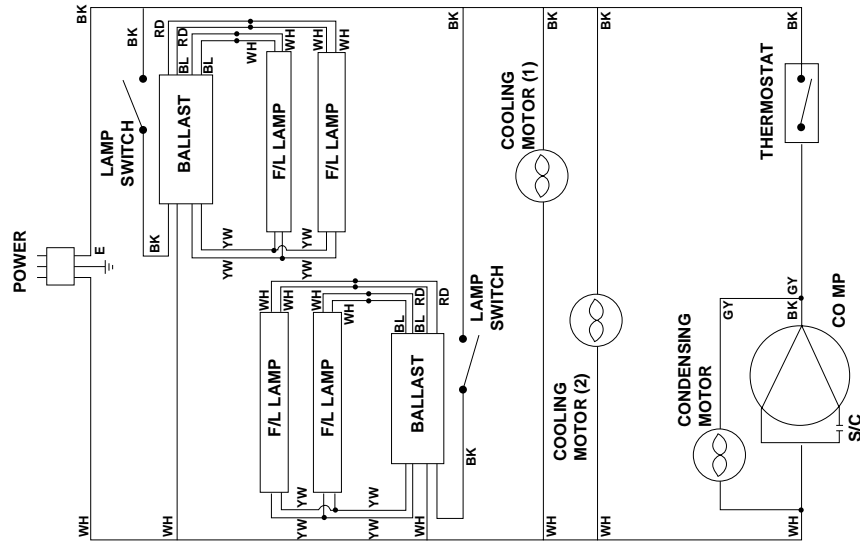 POWER
E
BK
BK
BK
BK
BK
BK
WH
WH
WH
WH
WH
WH
LAMP
SWITCH
BK
RD
RD
BL
BL
WH
WH
WH
WH
BALLAST
F/L LAMP
F/L LAMP
YW
YW
YW
YW
WH
WH
WH
WH
F/L LAMP
F/L LAMP
BALLAST
BL
BL
RD
RD
LAMP
SWITCH
YW
YW
YW
YW
BK
COOLING
MOTOR (1)
COOLING
MOTOR (2)
THERMOSTAT
GY
GY
BK
CO MP
CONDENSING
MOTOR
S/C